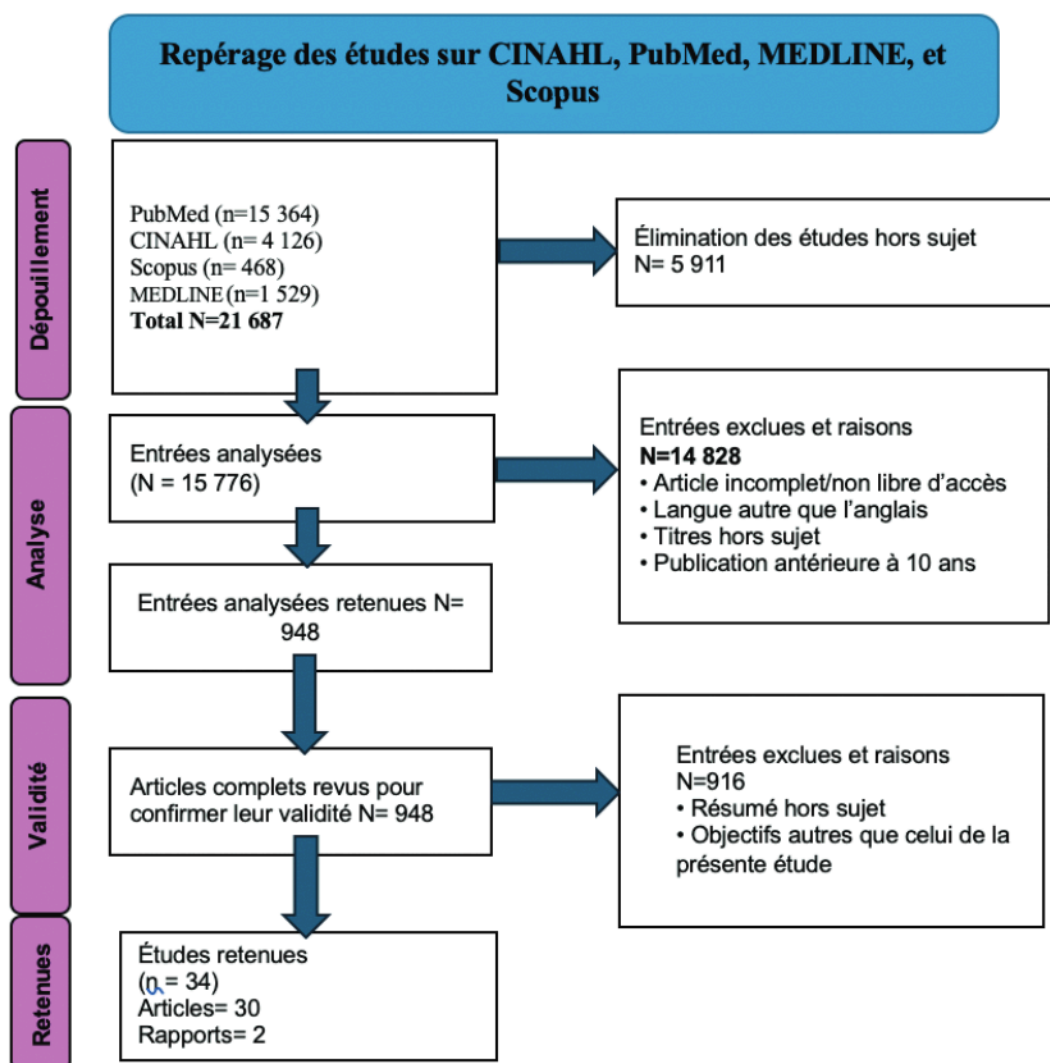 Repérage des études sur CINAHL, PubMed, MEDLINE, et
Scopus
Dépouillement
PubMed (n=15 364)
CINAHL (n= 4 126)
Scopus (n= 468)
MEDLINE (n=1 529)
Total N=21 687
Élimination des études hors sujet
N= 5 911
Analyse
Entrées analysées
(N = 15 776)
Entrées exclues et raisons
N=14 828
• Article incomplet/non libre d'accès
• Langue autre que l'anglais
• Titres hors sujet
• Publication antérieure à 10 ans
Entrées analysées retenues N=
948
Validité
Articles complets revus pour
confirmer leur validité N= 948
Entrées exclues et raisons
N=916
• Résumé hors sujet
• Objectifs autres que celui de la
présente étude
Retenues
Études retenues
(n = 34)
Articles= 30
Rapports= 2